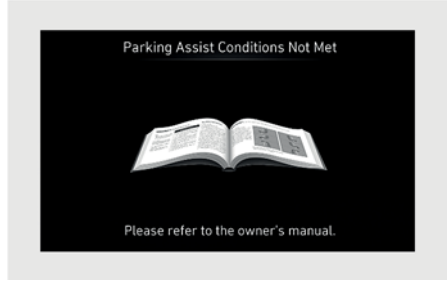 Parking Assist Conditions Not Met
Please refer to the owner's manual.